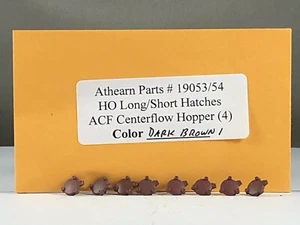 Athearn Parts # 19053/54
HO Long/Short Hatches
ACF Centerflow Hopper (4)
Color DARK BROWN 1